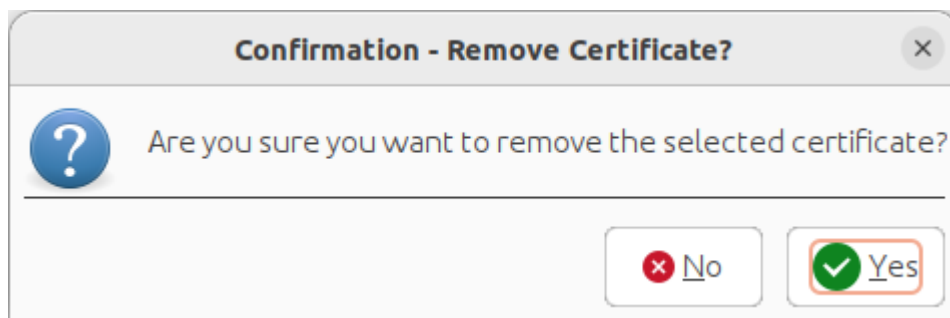 Confirmation - Remove Certificate?
Are you sure you want to remove the selected certificate?
No
Yes